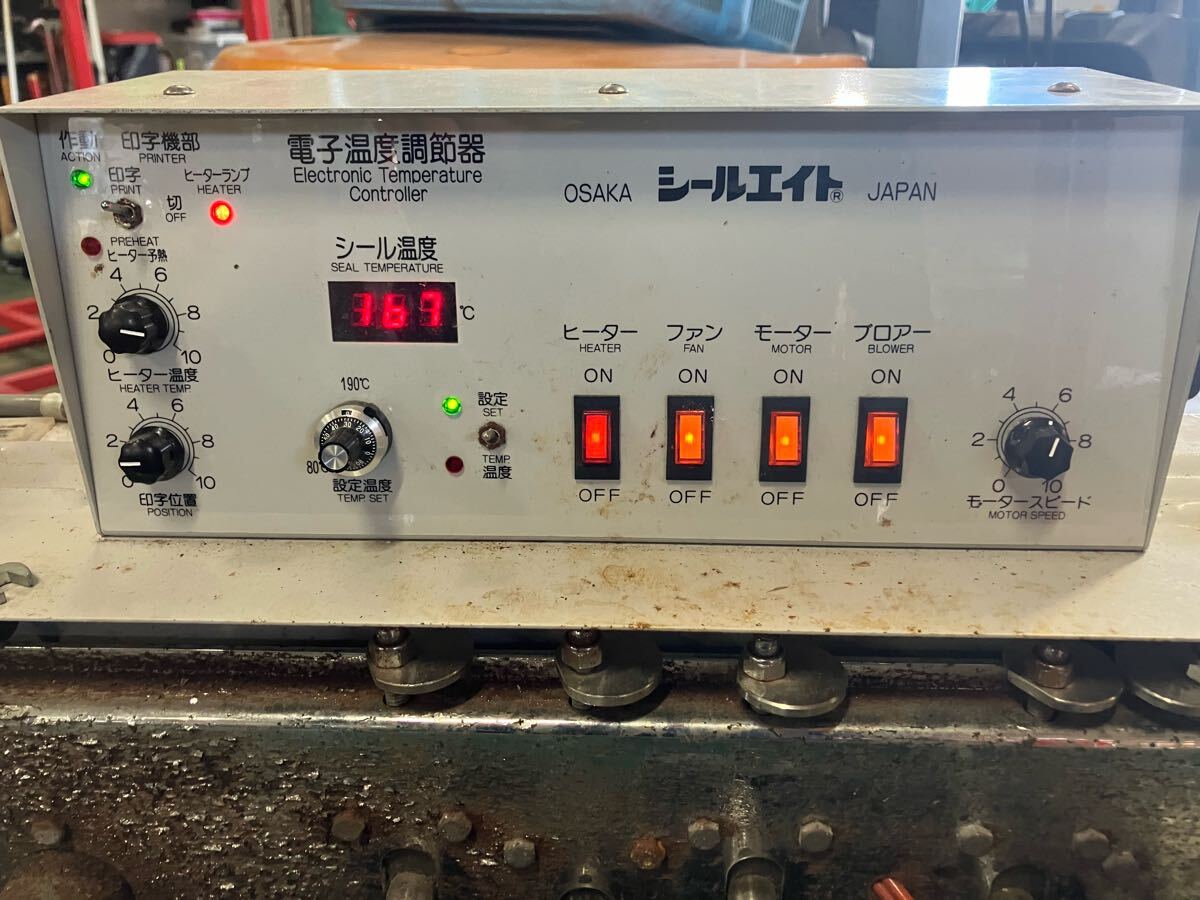 作動 印字機部
ACTION PRINTER
印字
PRINT
ヒーターランプ
HEATER
切
OFF
PREHEAT
ヒーター予熱
4 6
2 8
0 10
ヒーター温度
HEATER TEMP.
4 6
2 8
0 10
印字位置
POSITION
電子温度調節器
Electronic Temperature
Controller
シール温度
SEAL TEMPERATURE
167 °C
190°C
80°C
設定温度
TEMP. SET
設定
SET
TEMP.
温度
OSAKA シールエイト® JAPAN
ヒーター ファン モーター ブロアー
HEATER FAN MOTOR BLOWER
ON ON ON ON
OFF OFF OFF OFF
4 6
2 8
0 10
モータースピード
MOTOR SPEED